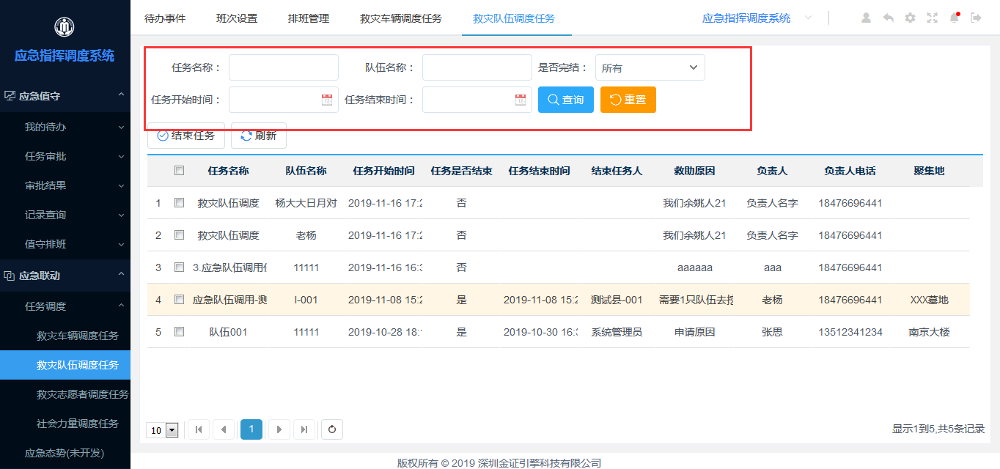 应急指挥调度系统
应急值守
我的待办
任务审批
审批结果
记录查询
值守排班
应急联动
任务调度
救灾车辆调度任务
救灾队伍调度任务
救灾志愿者调度任务
社会力量调度任务
应急态势(未开发)
待办事件 班次设置 排班管理 救灾车辆调度任务 救灾队伍调度任务 应急指挥调度系统
任务名称： 队伍名称： 是否完结： 所有
任务开始时间： 任务结束时间： 查询 重置
结束任务 刷新
任务名称 队伍名称 任务开始时间 任务是否结束 任务结束时间 结束任务人 救助原因 负责人 负责人电话 聚集地
1 救灾队伍调度 杨大大日月对 2019-11-16 17:2 否 我们余姚人21 负责人名字 18476696441
2 救灾队伍调度 老杨 2019-11-16 17:2 否 我们余姚人21 负责人名字 18476696441
3 3.应急队伍调用 11111 2019-11-16 16:3 否 aaaaaa aaa 18476696441
4 应急队伍调用-测 I-001 2019-11-08 15:2 是 2019-11-08 15:2 测试县-001 需要1只队伍去 老杨 18476696441 XXX墓地
5 队伍001 11111 2019-10-28 18:1 是 2019-10-30 16:3 系统管理员 申请原因 张思 13512341234 南京大楼
10 1 显示1到5,共5条记录
版权所有 © 2019 深圳金证引擎科技有限公司